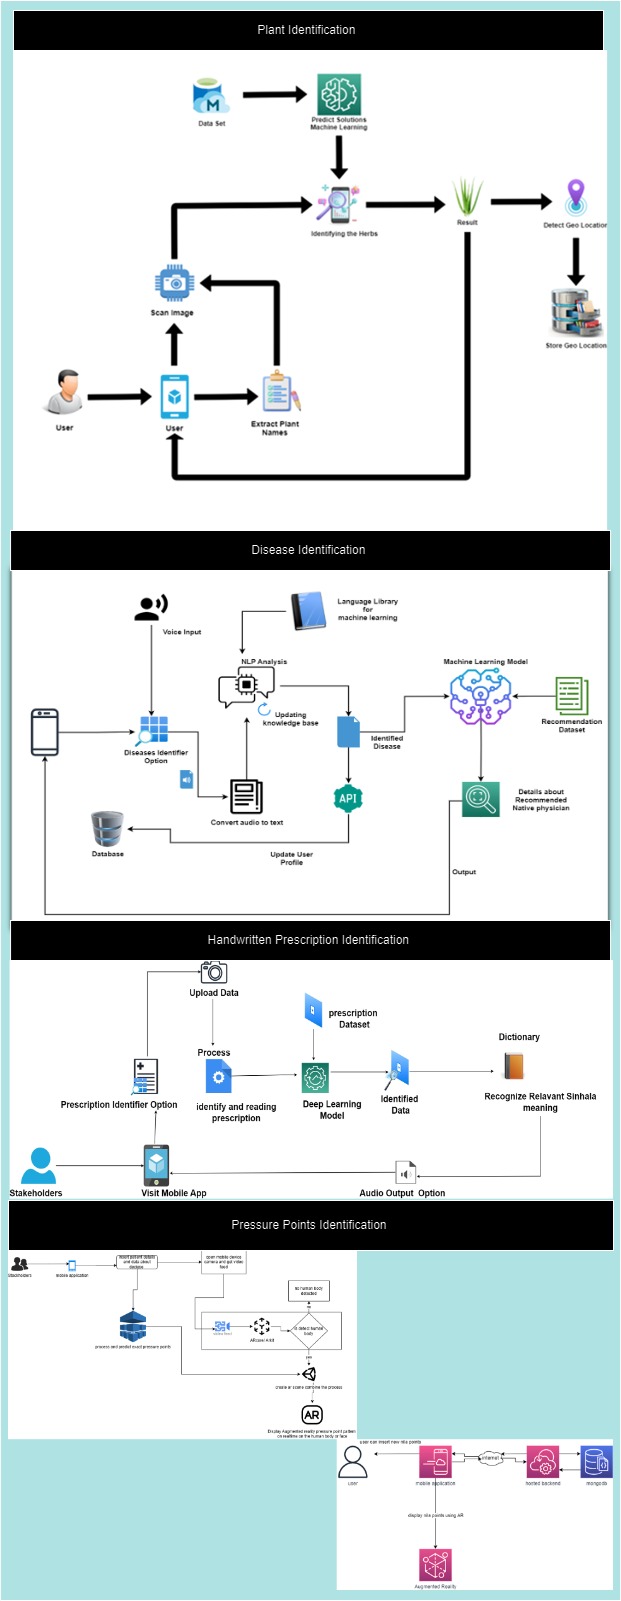 Plant Identification
Data Set
Predict Solutions
Machine Learning
Identifying the Herbs
Result
Detect Geo Location
Scan Image
Store Geo Location
User
User
Extract Plant
Names
Disease Identification
Voice Input
Language Library
for
machine learning
NLP Analysis
Machine Learning Model
Updating
knowledge base
Identified
Disease
Recommendation
Dataset
Diseases Identifier
Option
API
Details about
Recommended
Native physician
Convert audio to text
Database
Update User
Profile
Output
Handwritten Prescription Identification
Upload Data
prescription
Dataset
Dictionary
Process
Prescription Identifier Option
identify and reading
prescription
Deep Learning
Model
Identified
Data
Recognize Relavant Sinhala
meaning
Stakeholders
Visit Mobile App
Audio Output Option
Pressure Points Identification
insert patient details
and data about
disease
open mobile device
camera and get video
feed
stakeholders
mobile application
no human body
detected
no
video feed
ARcore/ Arkit
is detect human
body
process and predict exact pressure points
yes
create ar scene combine the process
AR
Display Augmented reality pressure point pattern
on realtime on the human body or face
user can insert new nila points
internet
user
mobile application
hosted backend
mongodb
display nila points using AR
Augmented Reality